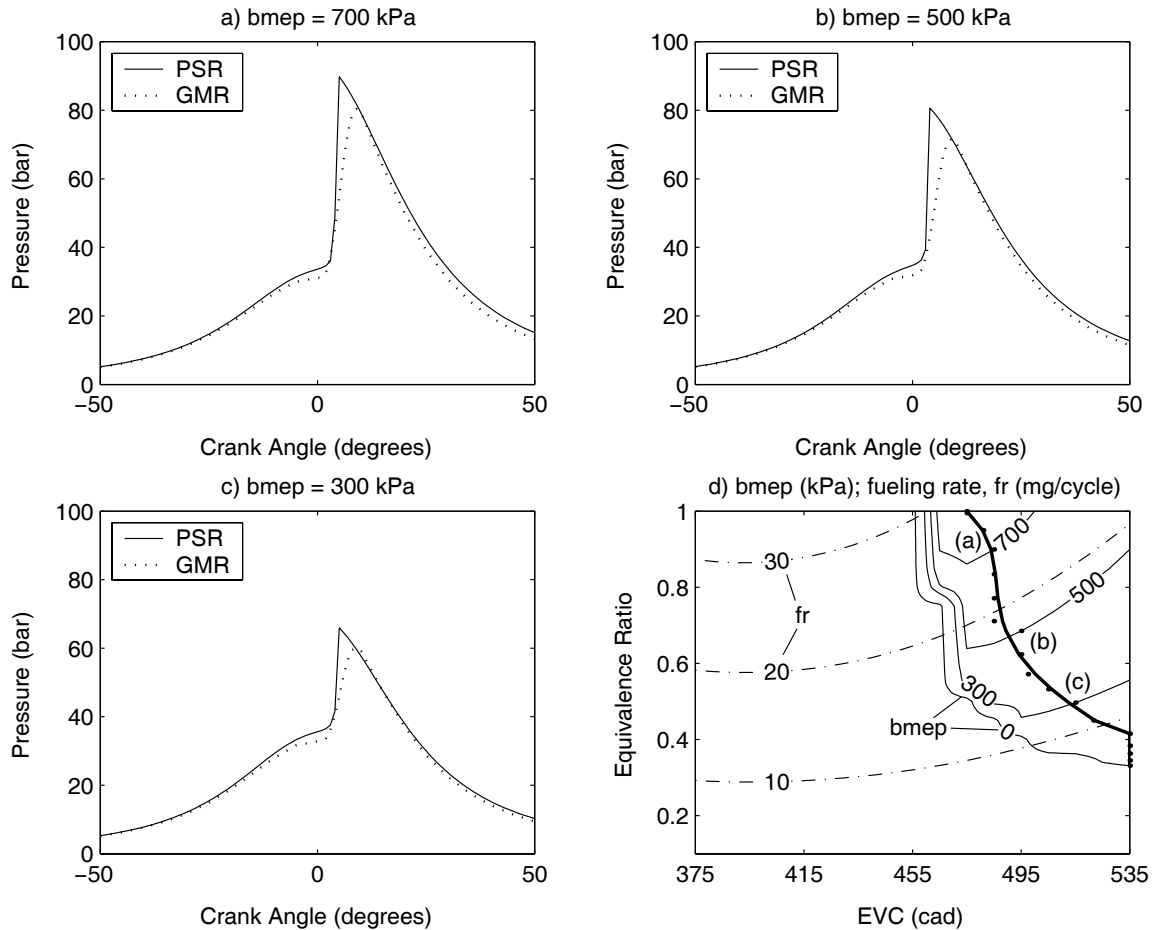 a) bmep = 700 kPa
100
80
60
40
20
0
−50
0
50
Pressure (bar)
Crank Angle (degrees)
PSR
GMR
b) bmep = 500 kPa
100
80
60
40
20
0
−50
0
50
Pressure (bar)
Crank Angle (degrees)
PSR
GMR
c) bmep = 300 kPa
100
80
60
40
20
0
−50
0
50
Pressure (bar)
Crank Angle (degrees)
PSR
GMR
d) bmep (kPa); fueling rate, fr (mg/cycle)
1
0.8
0.6
0.4
0.2
375
415
455
495
535
Equivalence Ratio
EVC (cad)
(a)
700
30
fr
500
20
(b)
(c)
300
bmep
0
10